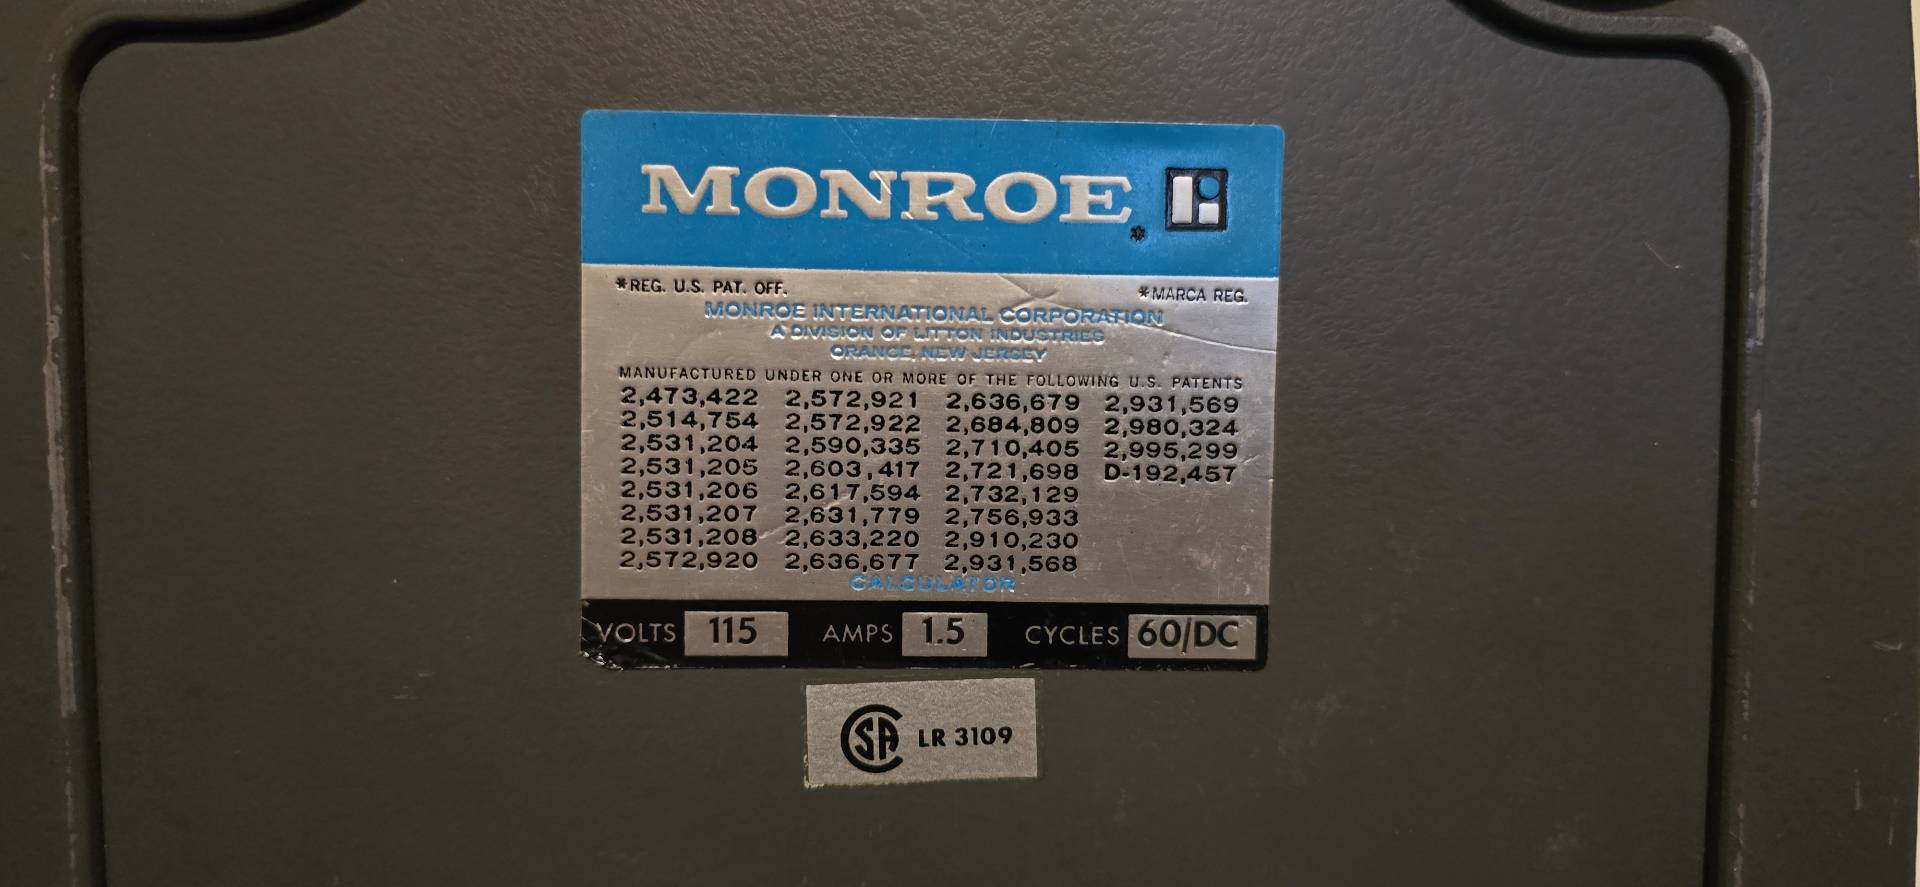 MONROE
*
*REG. U.S. PAT. OFF. *MARCA REG.
MONROE INTERNATIONAL CORPORATION
A DIVISION OF LITTON INDUSTRIES
ORANGE, NEW JERSEY
MANUFACTURED UNDER ONE OR MORE OF THE FOLLOWING U.S. PATENTS
2,473,422 2,572,921 2,636,679 2,931,569
2,514,754 2,572,922 2,684,809 2,980,324
2,531,204 2,590,335 2,710,405 2,995,299
2,531,205 2,603,417 2,721,698 D-192,457
2,531,206 2,617,594 2,732,129
2,531,207 2,631,779 2,756,933
2,531,208 2,633,220 2,910,230
2,572,920 2,636,677 2,931,568
CALCULATOR
VOLTS 115 AMPS 1.5 CYCLES 60/DC
CSA LR 3109